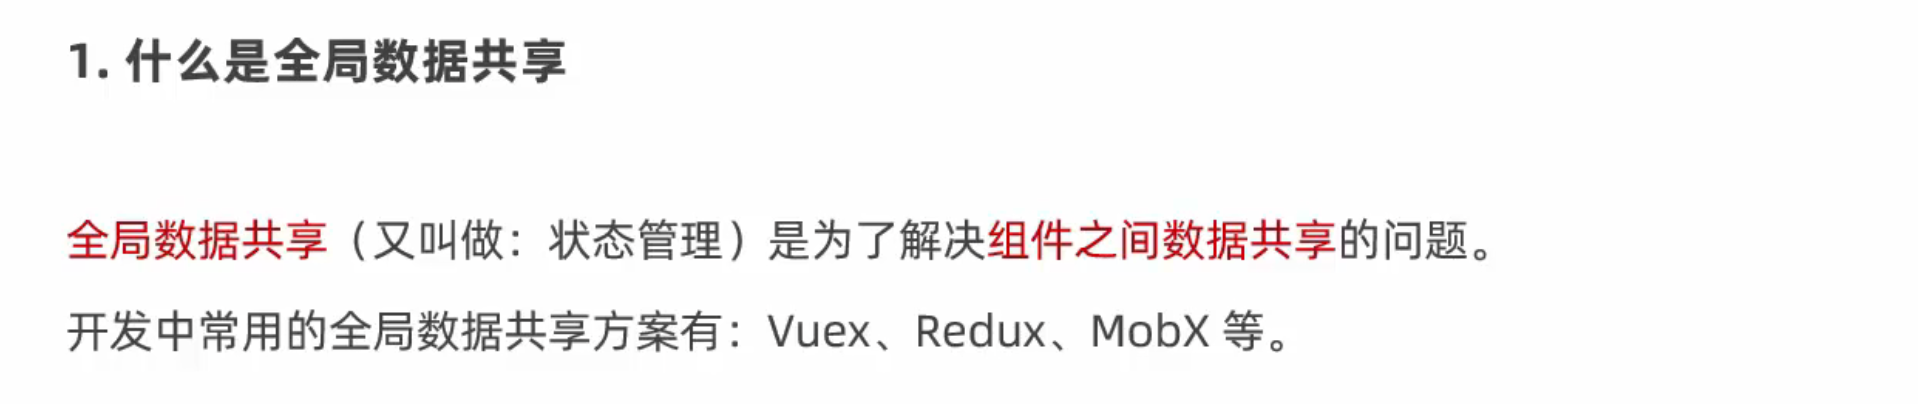 1. 什么是全局数据共享
全局数据共享（又叫做：状态管理）是为了解决组件之间数据共享的问题。
开发中常用的全局数据共享方案有：Vuex、Redux、MobX 等。